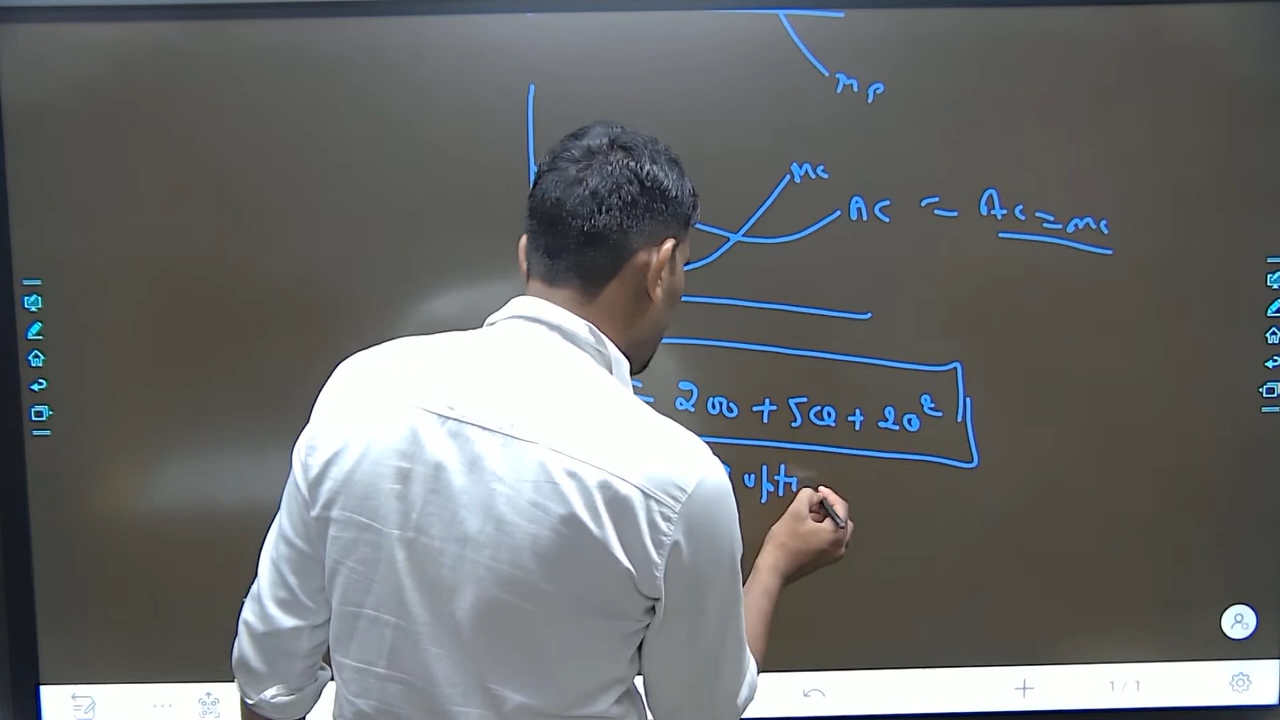 MP
MC
AC = AC = MC
= 200 + 5Q + 2Q²
1/1